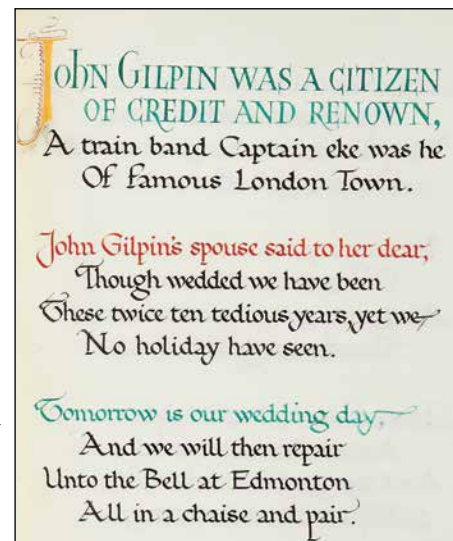 JOHN GILPIN WAS A CITIZEN
OF CREDIT AND RENOWN,
A train band Captain eke was he
Of famous London Town.
John Gilpin's spouse said to her dear,
Though wedded we have been
These twice ten tedious years, yet we
No holiday have seen.
Tomorrow is our wedding day,
And we will then repair
Unto the Bell at Edmonton
All in a chaise and pair.